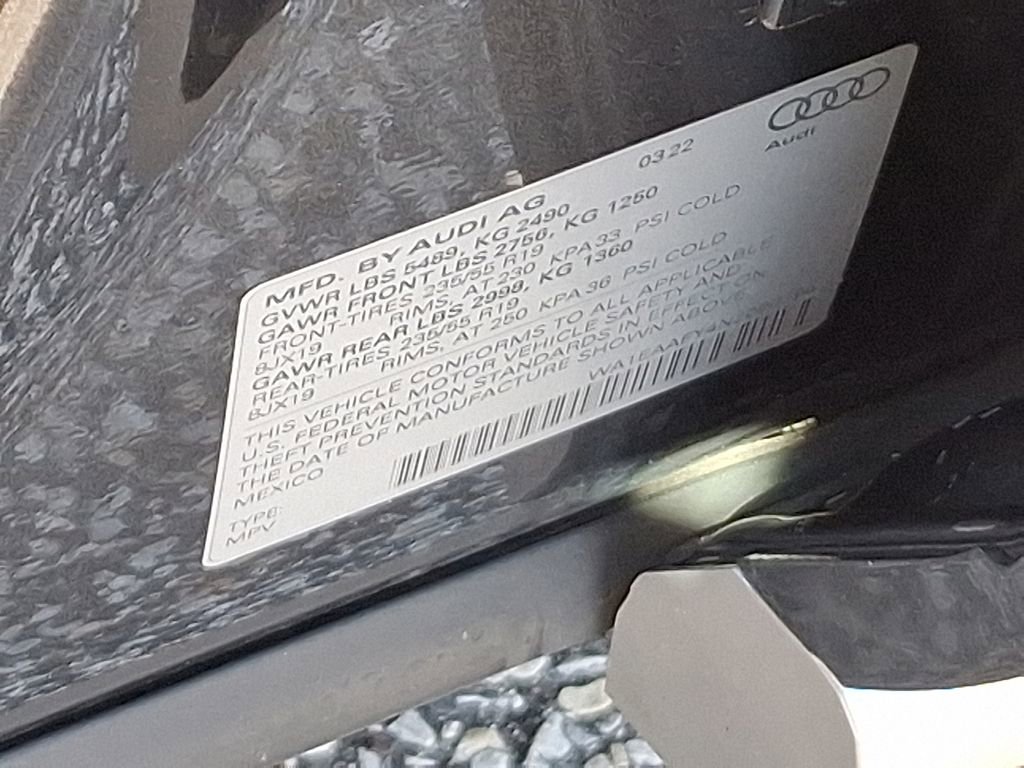 Audi
MFD. BY AUDI AG 03 22
GVWR LBS 5489, KG 2490
GAWR FRONT LBS 2756, KG 1250
FRONT-TIRES 235/55 R19
8JX19 RIMS, AT 230 KPA 33 PSI COLD
GAWR REAR LBS 2998, KG 1360
REAR-TIRES 235/55 R19
8JX19 RIMS, AT 250 KPA 36 PSI COLD
THIS VEHICLE CONFORMS TO ALL APPLICABLE
U.S. FEDERAL MOTOR VEHICLE SAFETY AND
THEFT PREVENTION STANDARDS IN EFFECT ON
THE DATE OF MANUFACTURE SHOWN ABOVE.
MEXICO
TYPE:
MPV